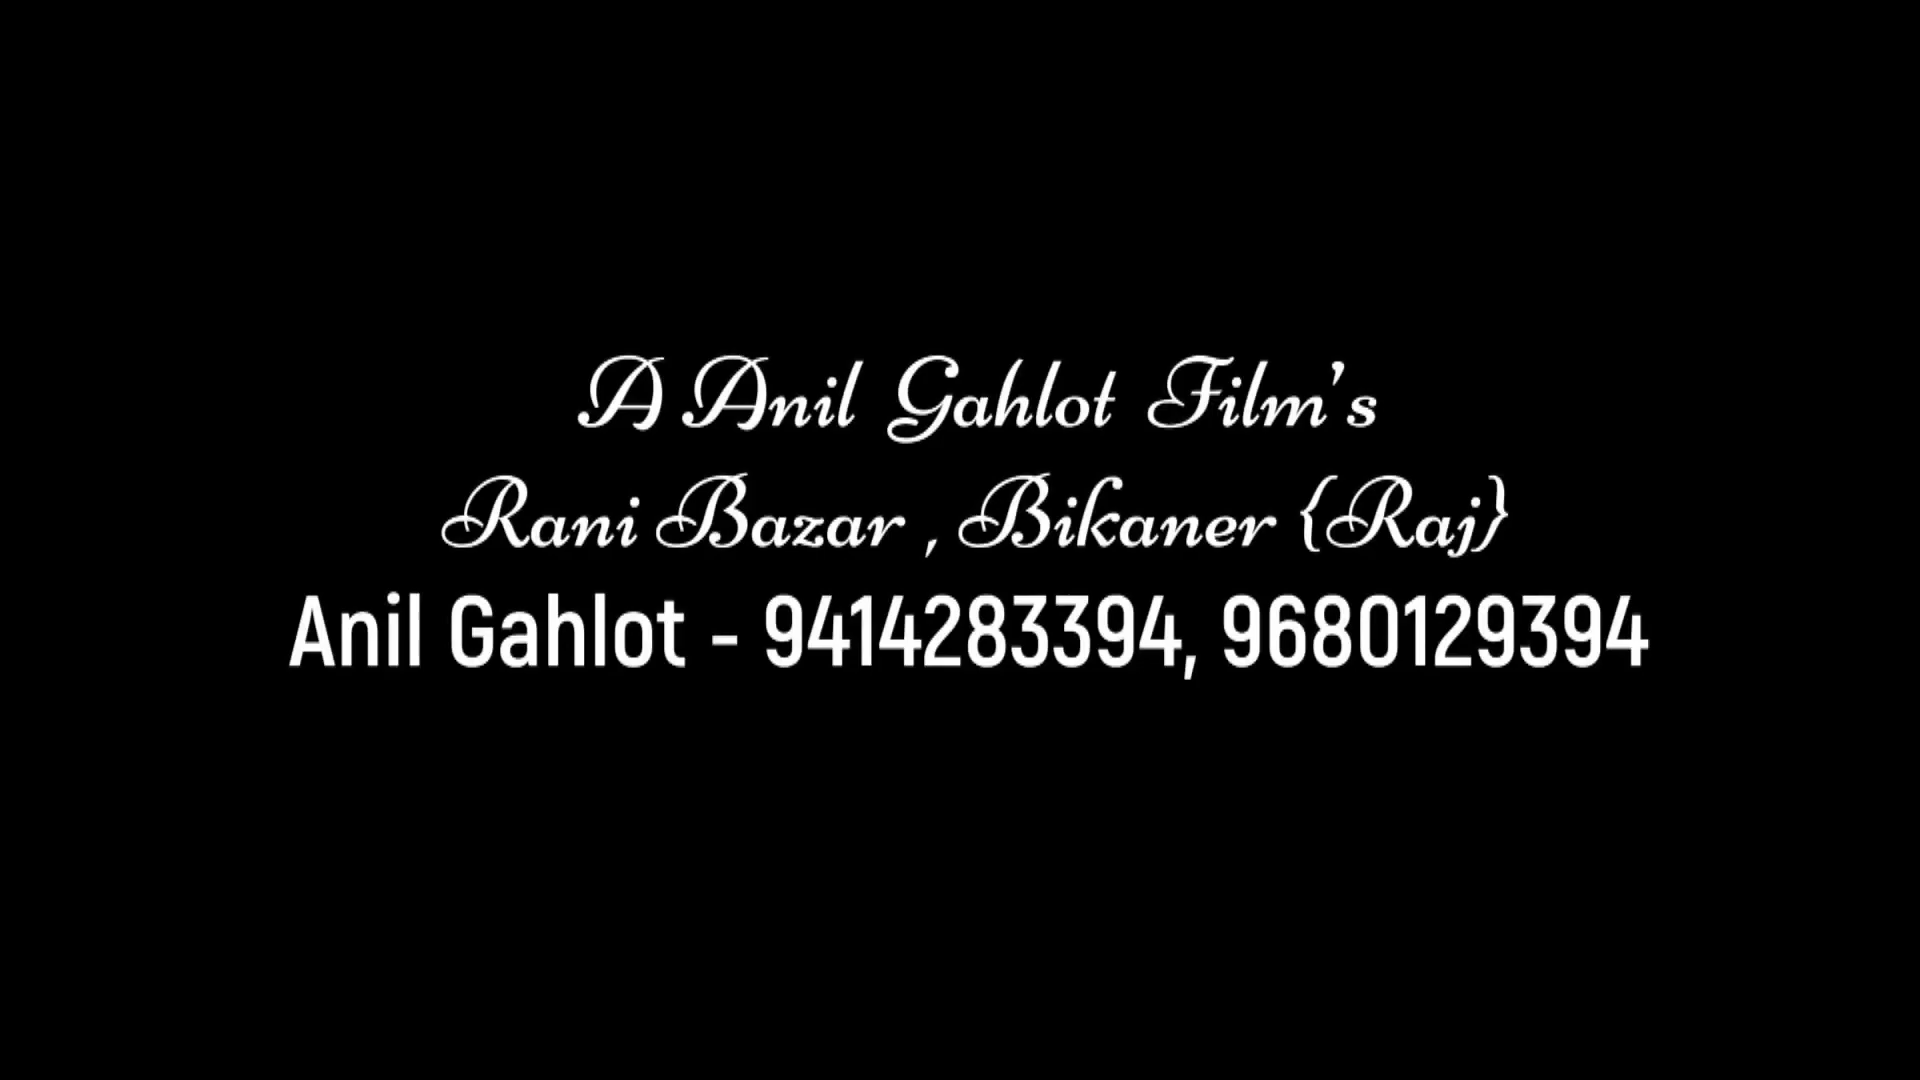 A Anil Gahlot Film's
Rani Bazar , Bikaner {Raj}
Anil Gahlot - 9414283394, 9680129394